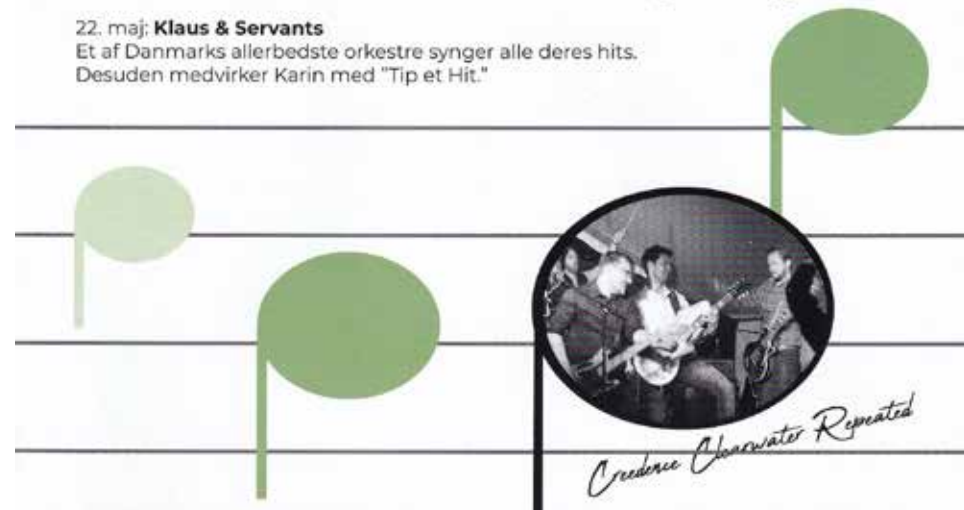 22. maj: Klaus & Servants
Et af Danmarks allerbedste orkestre synger alle deres hits.
Desuden medvirker Karin med "Tip et Hit."
Creedence Clearwater Repeated